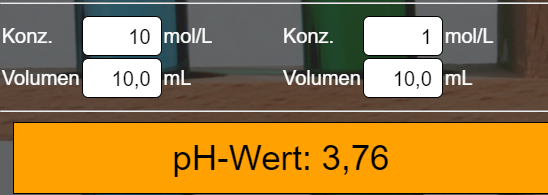 Konz. 10 mol/L Konz. 1 mol/L
Volumen 10,0 mL Volumen 10,0 mL
pH-Wert: 3,76